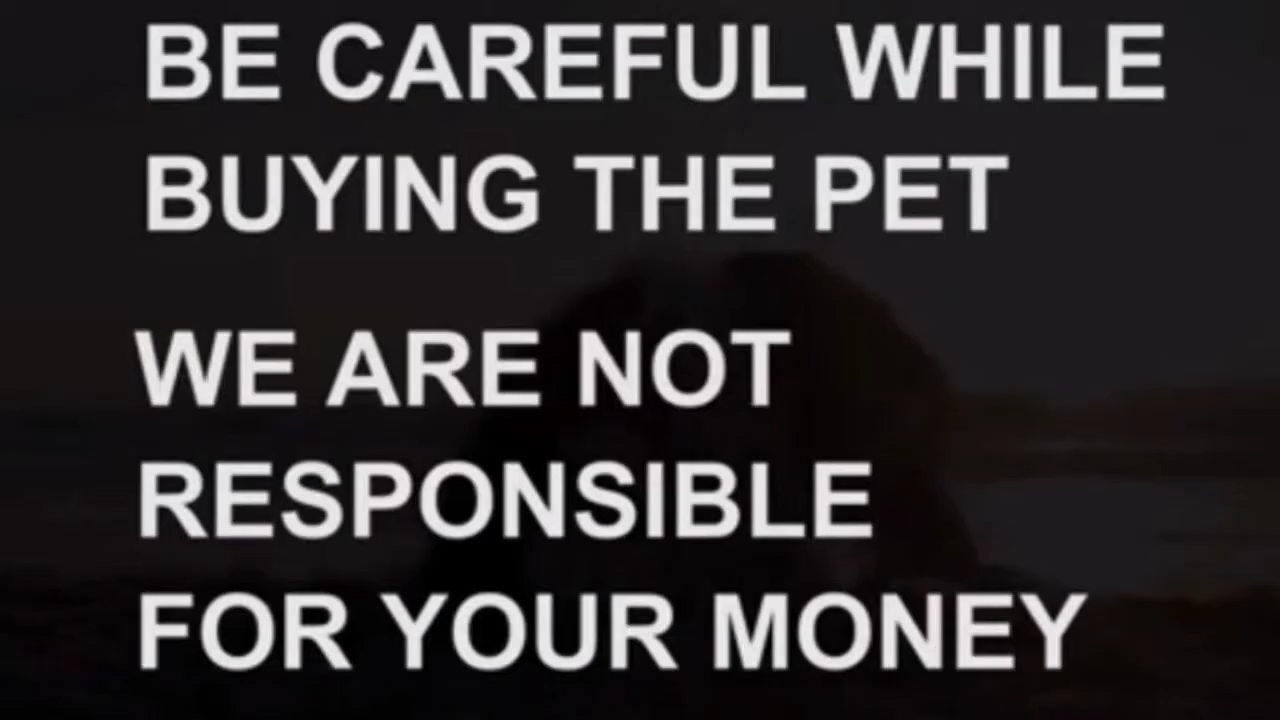 BE CAREFUL WHILE
BUYING THE PET
WE ARE NOT
RESPONSIBLE
FOR YOUR MONEY